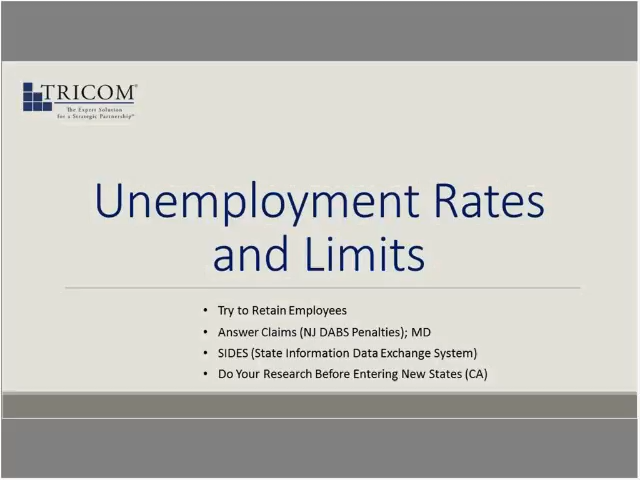 TRICOM®
The Expert Solution
for a Strategic Partnership℠
Unemployment Rates
and Limits
• Try to Retain Employees
• Answer Claims (NJ DABS Penalties); MD
• SIDES (State Information Data Exchange System)
• Do Your Research Before Entering New States (CA)